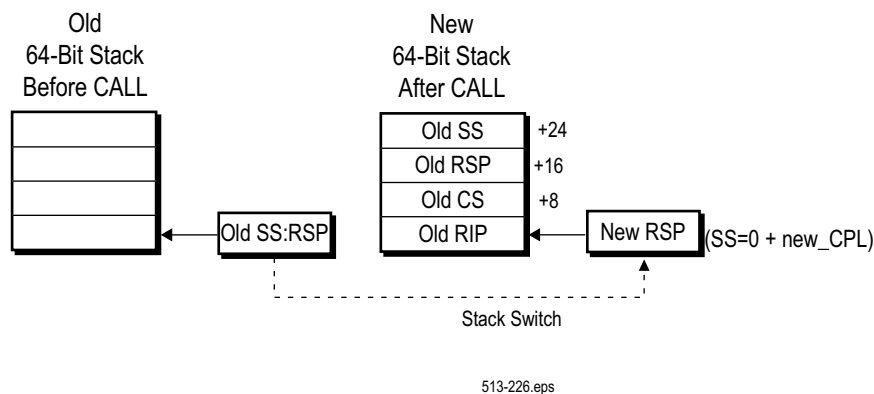 Old
64-Bit Stack
Before CALL
New
64-Bit Stack
After CALL
Old SS +24
Old RSP +16
Old CS +8
Old SS:RSP
Old RIP
New RSP (SS=0 + new_CPL)
Stack Switch
513-226.eps